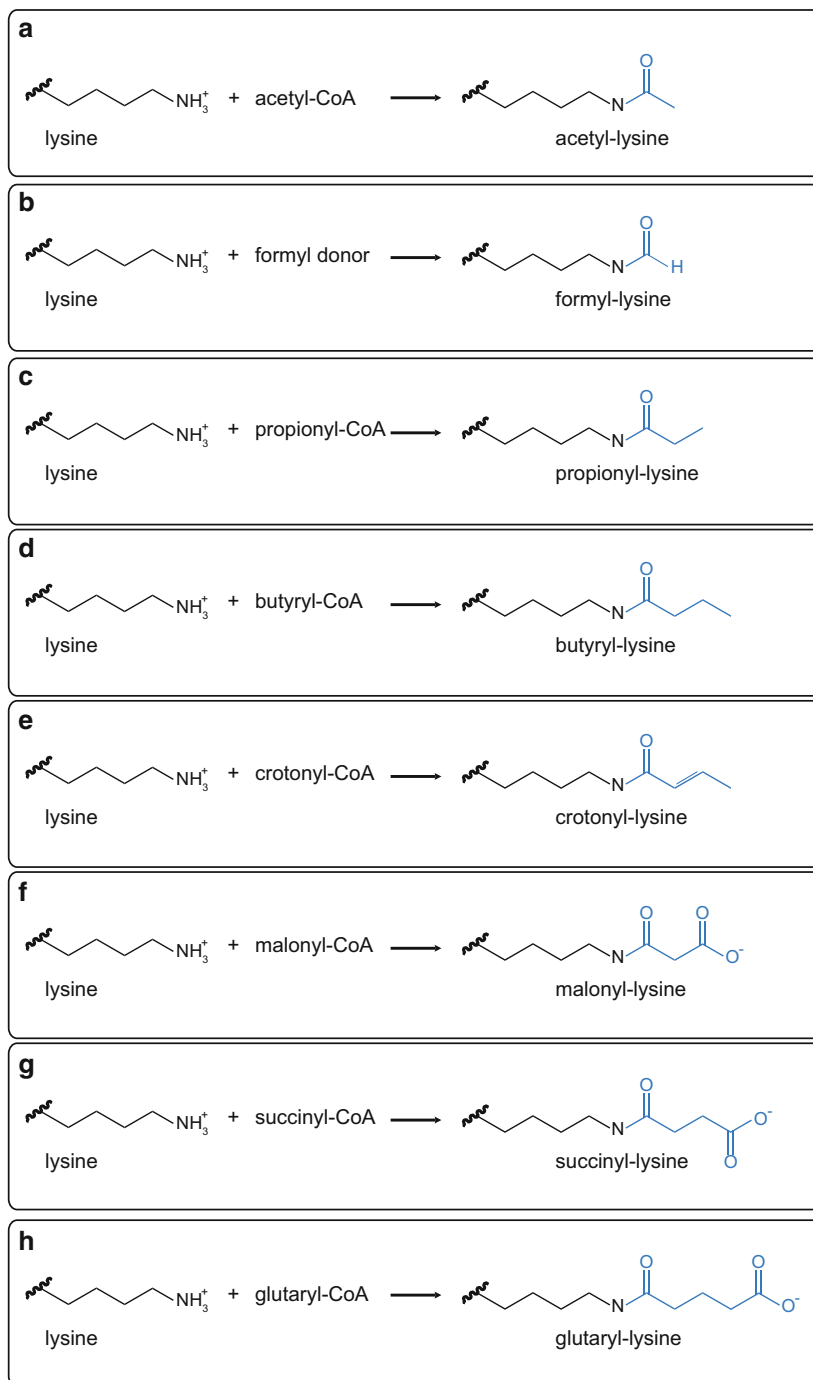 a
NH3+ + acetyl-CoA N O
lysine acetyl-lysine
b
NH3+ + formyl donor N O H
lysine formyl-lysine
c
NH3+ + propionyl-CoA N O
lysine propionyl-lysine
d
NH3+ + butyryl-CoA N O
lysine butyryl-lysine
e
NH3+ + crotonyl-CoA N O
lysine crotonyl-lysine
f
NH3+ + malonyl-CoA N O O O-
lysine malonyl-lysine
g
NH3+ + succinyl-CoA N O O O-
lysine succinyl-lysine
h
NH3+ + glutaryl-CoA N O O O-
lysine glutaryl-lysine